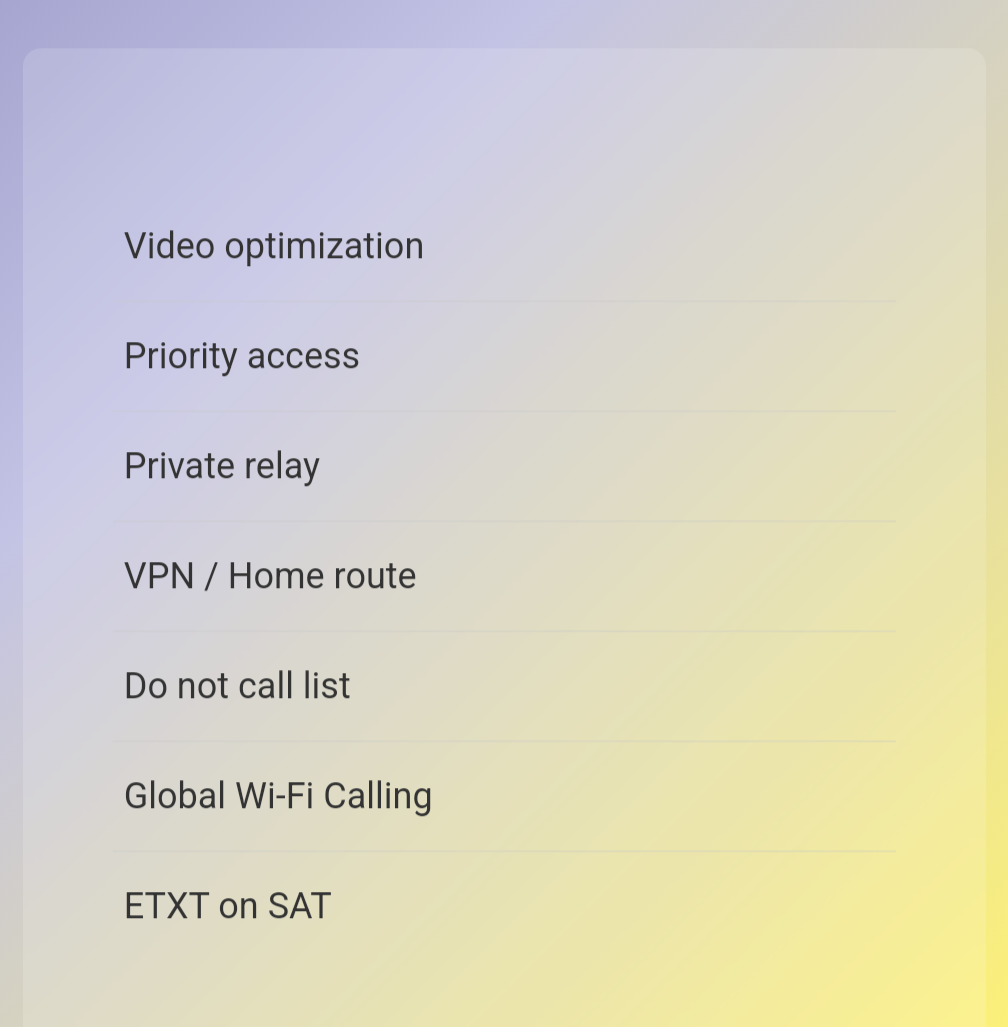 Video optimization
Priority access
Private relay
VPN / Home route
Do not call list
Global Wi-Fi Calling
ETXT on SAT